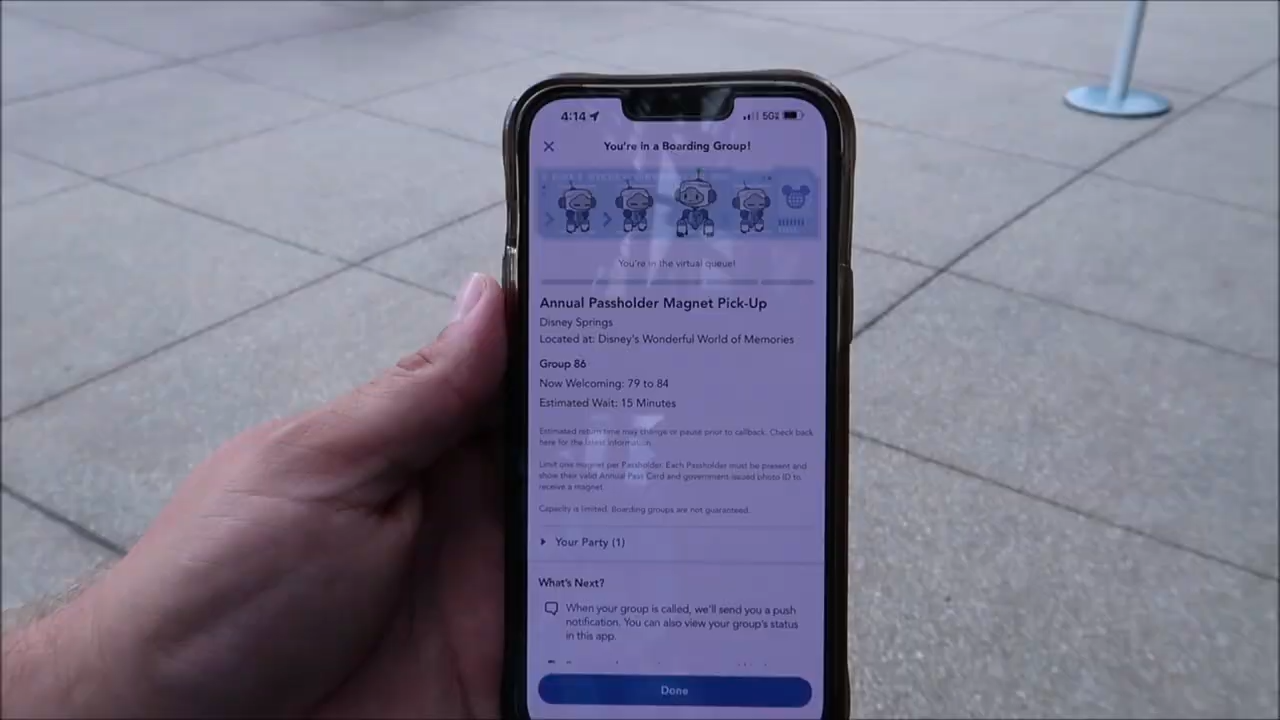 4:14
5G
You're in a Boarding Group!
You're in the virtual queue!
Annual Passholder Magnet Pick-Up
Disney Springs
Located at: Disney's Wonderful World of Memories
Group 86
Now Welcoming: 79 to 84
Estimated Wait: 15 Minutes
Estimated return time may change or pause prior to callback. Check back
here for the latest information.
Limit one magnet per Passholder. Each Passholder must be present and
show their valid Annual Pass Card and government issued photo ID to
receive a magnet.
Capacity is limited. Boarding groups are not guaranteed.
Your Party (1)
What's Next?
When your group is called, we'll send you a push
notification. You can also view your group's status
in this app.
Done